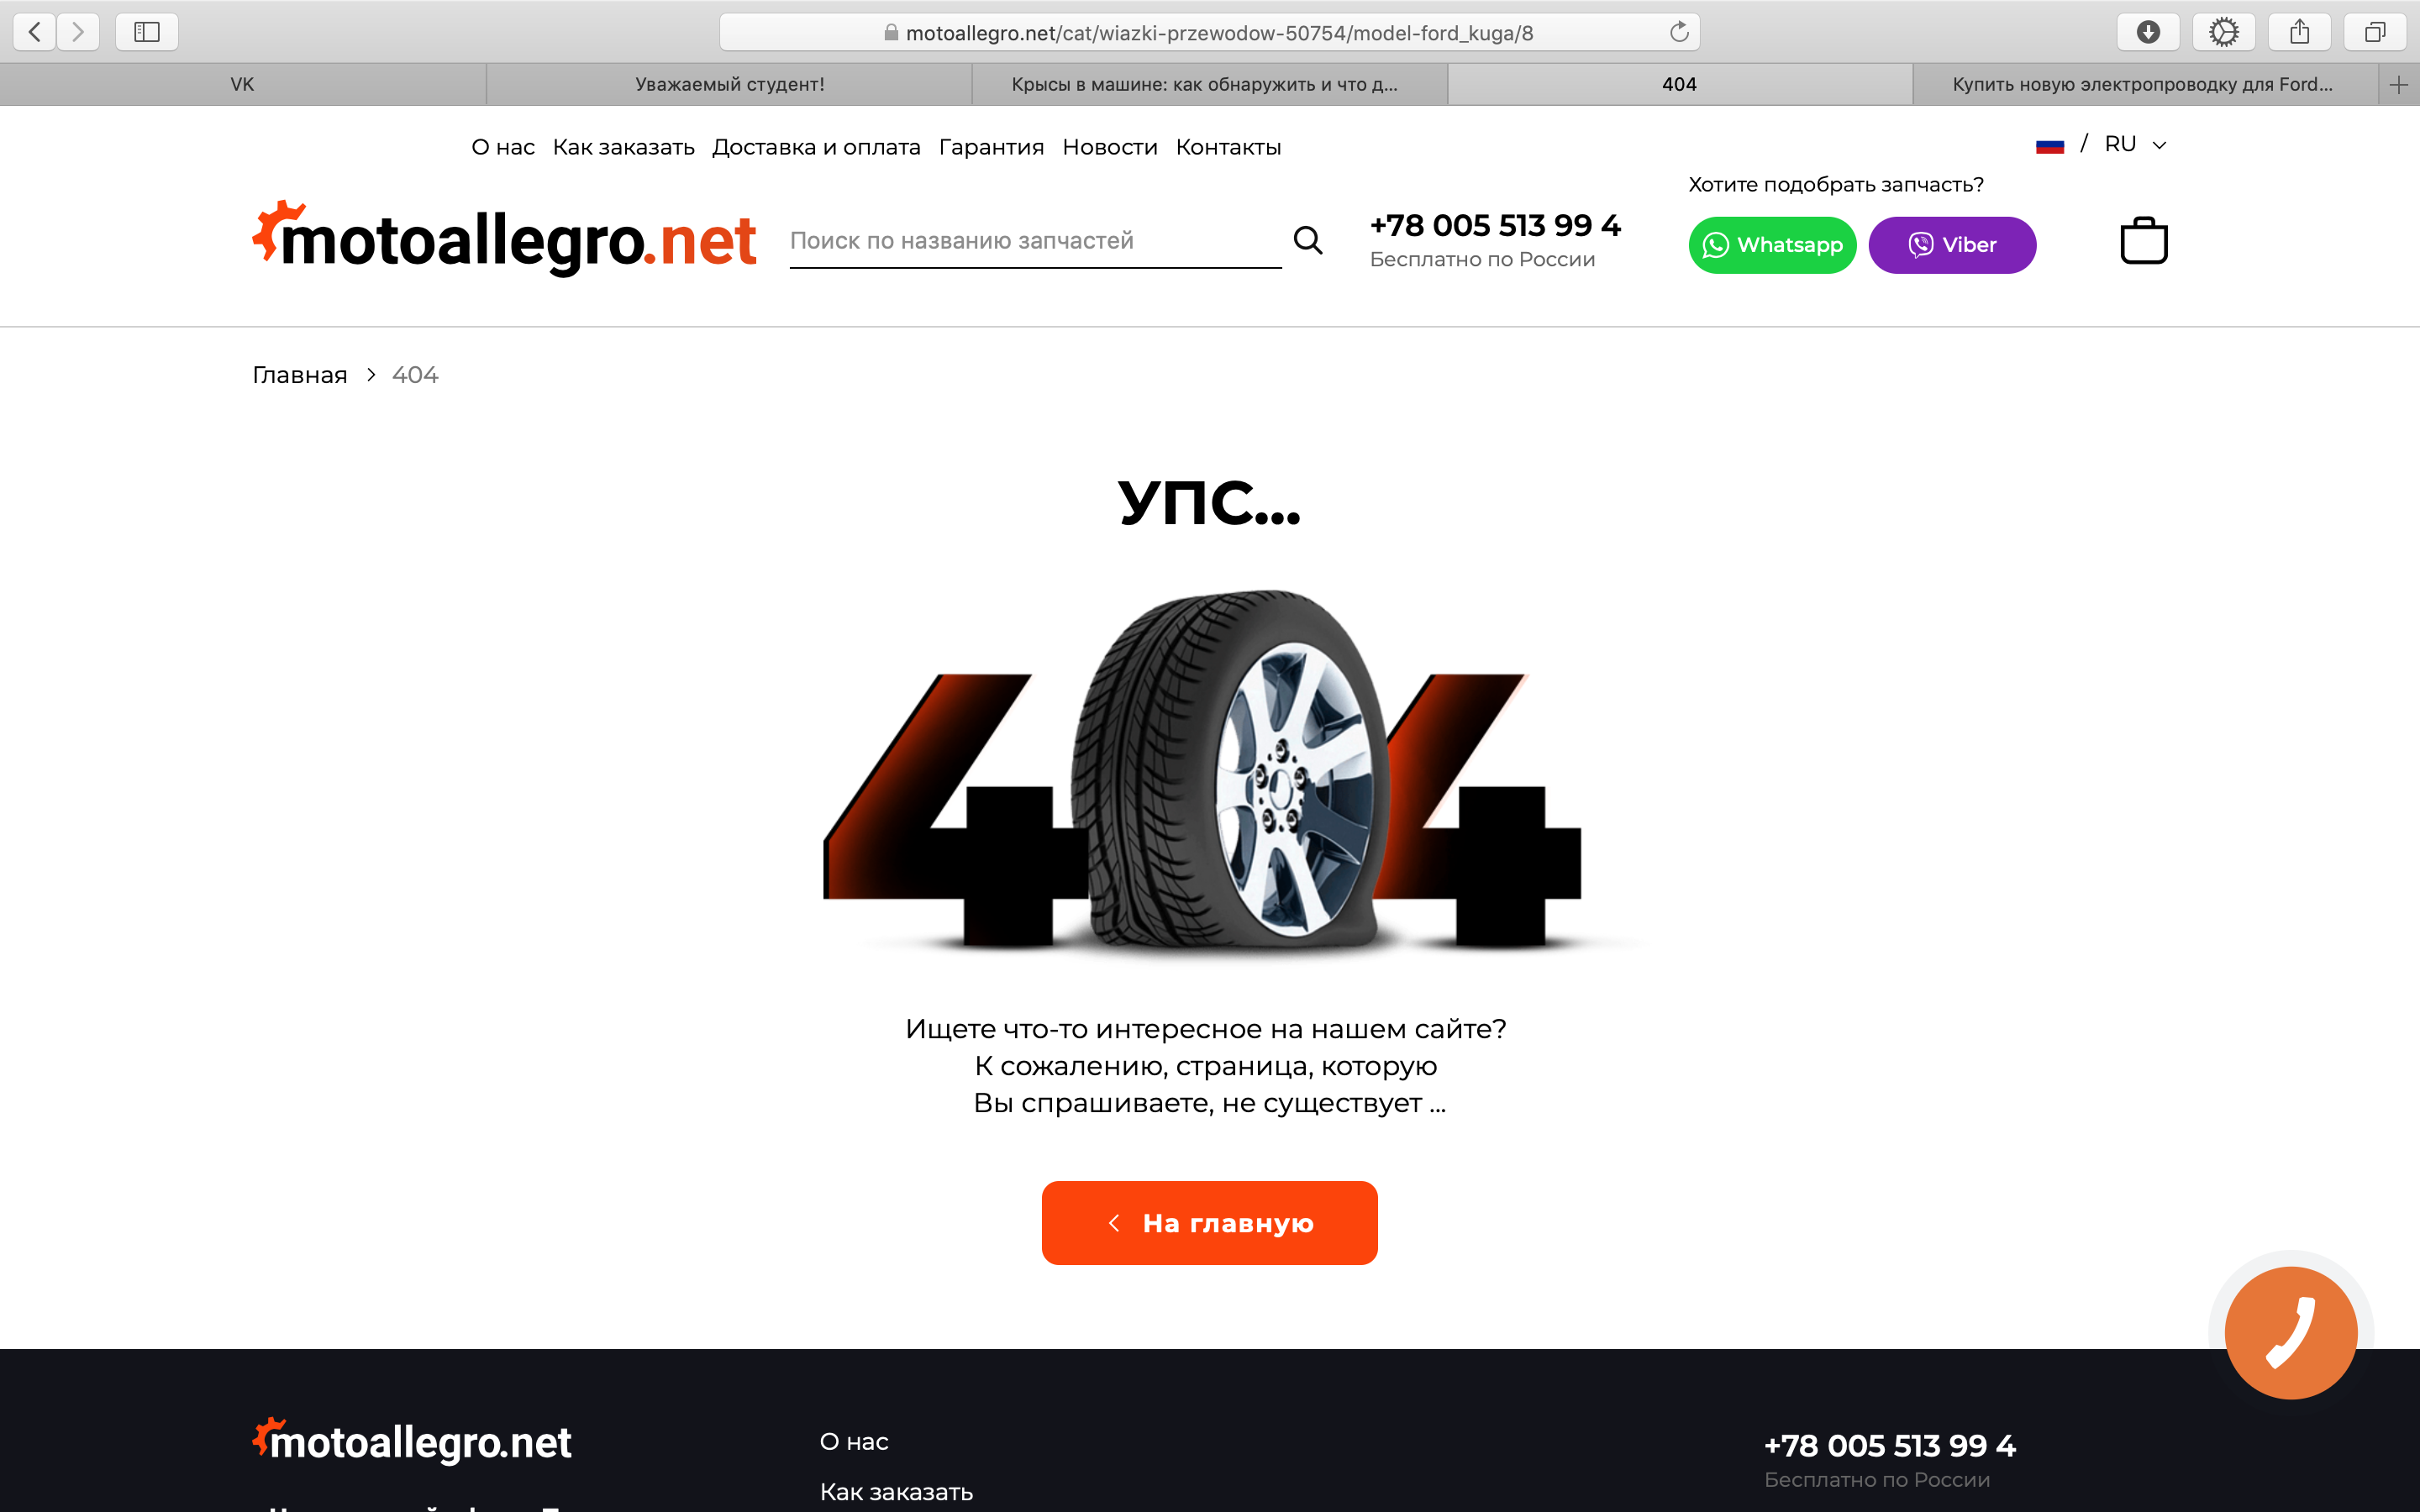 motoallegro.net/cat/wiazki-przewodow-50754/model-ford_kuga/8
VK
Уважаемый студент!
Крысы в машине: как обнаружить и что д...
404
Купить новую электропроводку для Ford...
О нас Как заказать Доставка и оплата Гарантия Новости Контакты
/ RU
Хотите подобрать запчасть?
motoallegro.net
Поиск по названию запчастей
+78 005 513 99 4
Бесплатно по России
Whatsapp
Viber
Главная > 404
УПС...
404
Ищете что-то интересное на нашем сайте?
К сожалению, страница, которую
Вы спрашиваете, не существует ...
< На главную
motoallegro.net
О нас
Как заказать
+78 005 513 99 4
Бесплатно по России